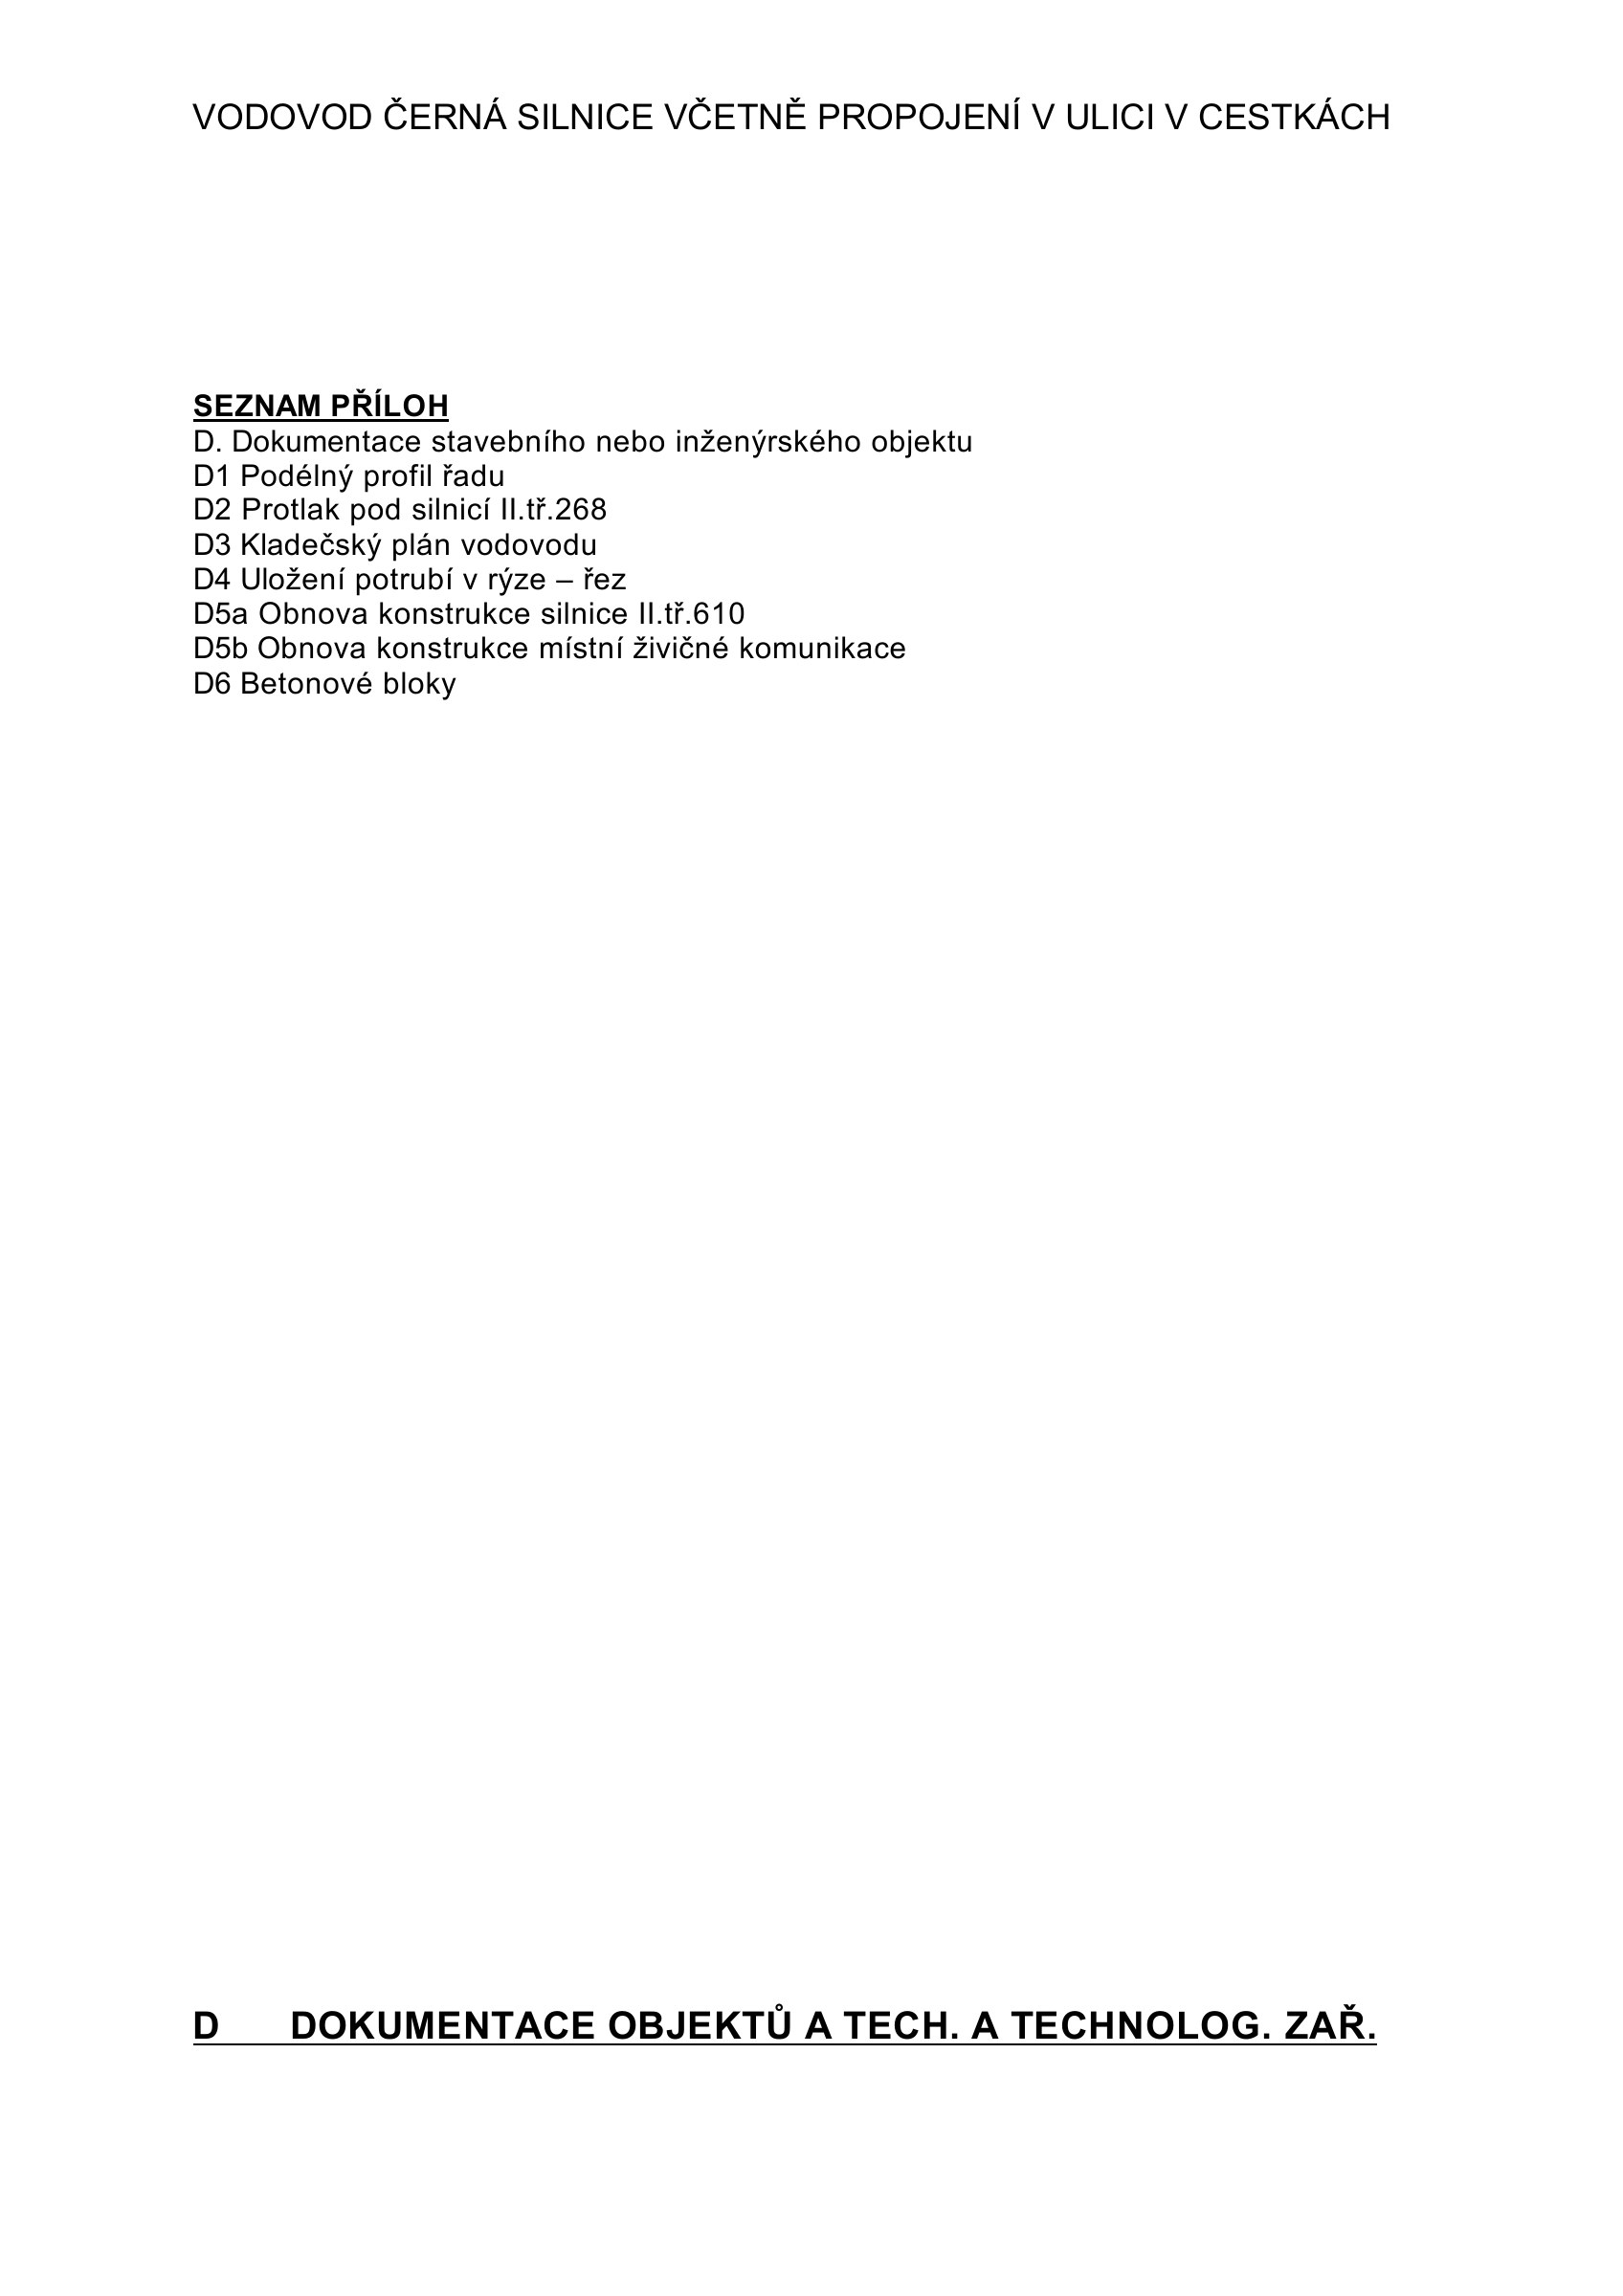 VODOVOD ČERNÁ SILNICE VČETNĚ PROPOJENÍ V ULICI V CESTKÁCH
SEZNAM PŘÍLOH
D. Dokumentace stavebního nebo inženýrského objektu
D1 Podélný profil řadu
D2 Protlak pod silnicí II.tř.268
D3 Kladečský plán vodovodu
D4 Uložení potrubí v rýze – řez
D5a Obnova konstrukce silnice II.tř.610
D5b Obnova konstrukce místní živičné komunikace
D6 Betonové bloky
D DOKUMENTACE OBJEKTŮ A TECH. A TECHNOLOG. ZAŘ.